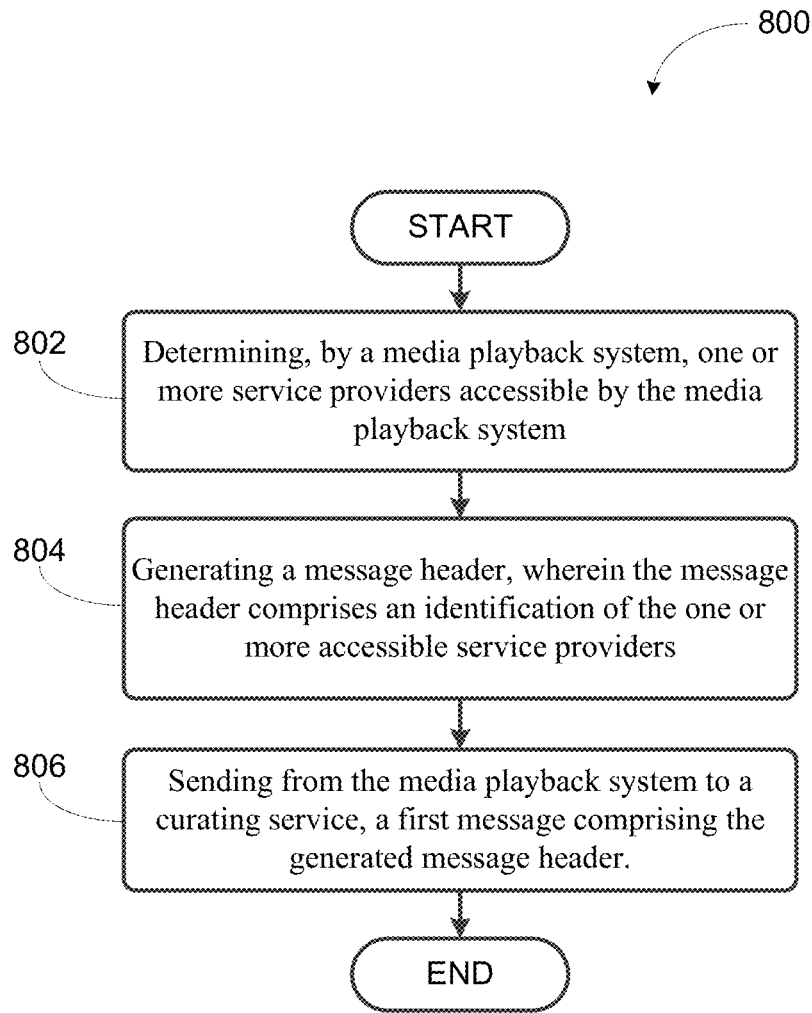 800
START
802
Determining, by a media playback system, one or
more service providers accessible by the media
playback system
804
Generating a message header, wherein the message
header comprises an identification of the one or
more accessible service providers
806
Sending from the media playback system to a
curating service, a first message comprising the
generated message header.
END